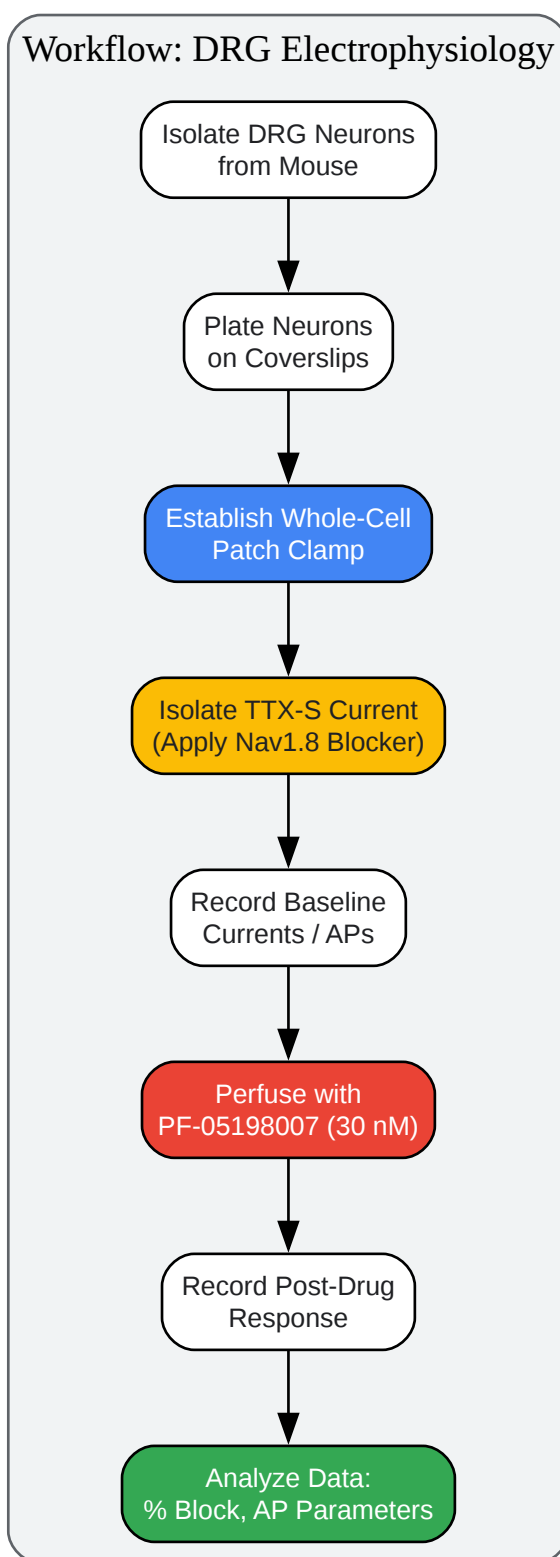 Workflow: DRG Electrophysiology
Isolate DRG Neurons
from Mouse
Plate Neurons
on Coverslips
Establish Whole-Cell
Patch Clamp
Isolate TTX-S Current
(Apply Nav1.8 Blocker)
Record Baseline
Currents / APs
Perfuse with
PF-05198007 (30 nM)
Record Post-Drug
Response
Analyze Data:
% Block, AP Parameters